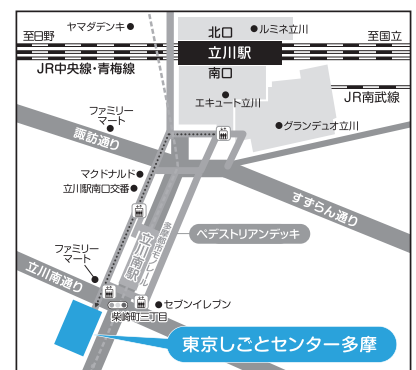 ヤマダデンキ
北口
ルミネ立川
至日野
立川駅
至国立
JR中央線・青梅線
南口
エキュート立川
JR南武線
ファミリー
マート
グランデュオ立川
諏訪通り
マクドナルド
立川駅南口交番
すずらん通り
多摩都市モノレール
立川南駅
ペデストリアンデッキ
ファミリー
マート
立川南通り
セブンイレブン
柴崎町三丁目
東京しごとセンター多摩